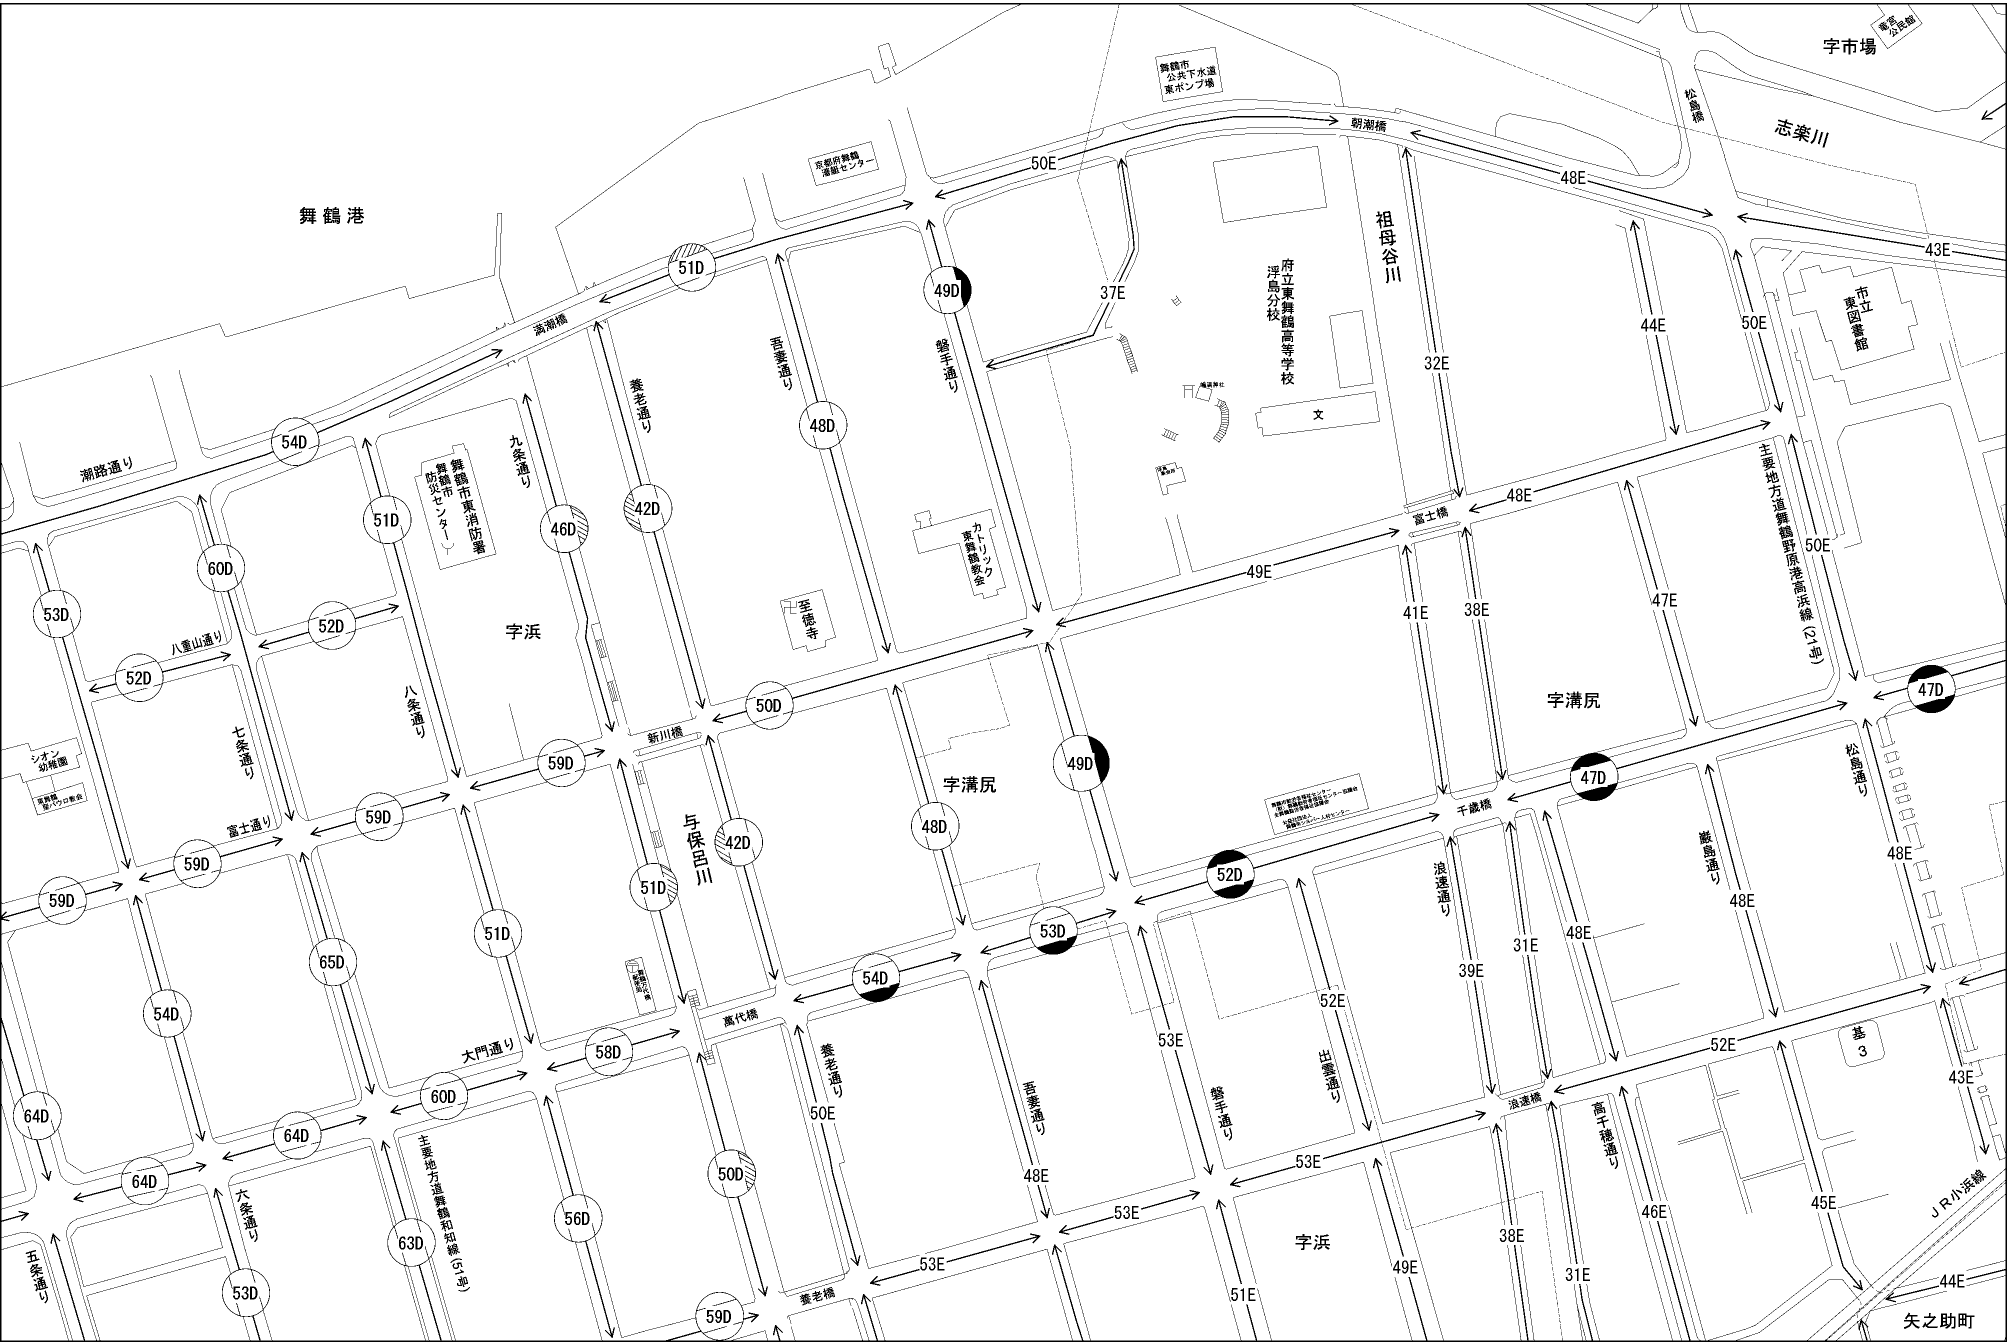 竜宮
公民館
字市場
舞鶴市
公共下水道
東ポンプ場
松島橋
朝潮橋
志楽川
京都府舞鶴
港湾センター
50E
48E
舞鶴港
祖母谷川
43E
51D
49D
府立東舞鶴高等学校
浮島分校
37E
市立
東図書館
満潮橋
44E
50E
吾妻通り
磐手通り
32E
養老通り
文
48D
54D
九条通り
潮路通り
舞鶴市東消防署
舞鶴市
防災センター
主要地方道舞鶴野原港高浜線(21号)
51D
46D
42D
48E
富士橋
カトリック
東舞鶴教会
50E
60D
49E
53D
52D
至徳寺
41E
38E
47E
字浜
八重山通り
52D
八条通り
50D
47D
字溝尻
七条通り
新川橋
シオン
幼稚園
59D
49D
字溝尻
47D
松島通り
千歳橋
59D
富士通り
与保呂川
48D
42D
巌島通り
48E
59D
52D
浪速通り
51D
59D
48E
51D
53D
48E
31E
65D
54D
39E
54D
52E
萬代橋
53E
52E
基
3
大門通り
58D
養老通り
出雲通り
43E
60D
吾妻通り
磐手通り
浪速橋
高千穂通り
50E
64D
64D
主要地方道舞鶴和知線(51号)
53E
64D
50D
48E
JR小浜線
六条通り
45E
53E
46E
56D
63D
38E
字浜
五条通り
53E
49E
31E
44E
53D
養老橋
51E
59D
矢之助町